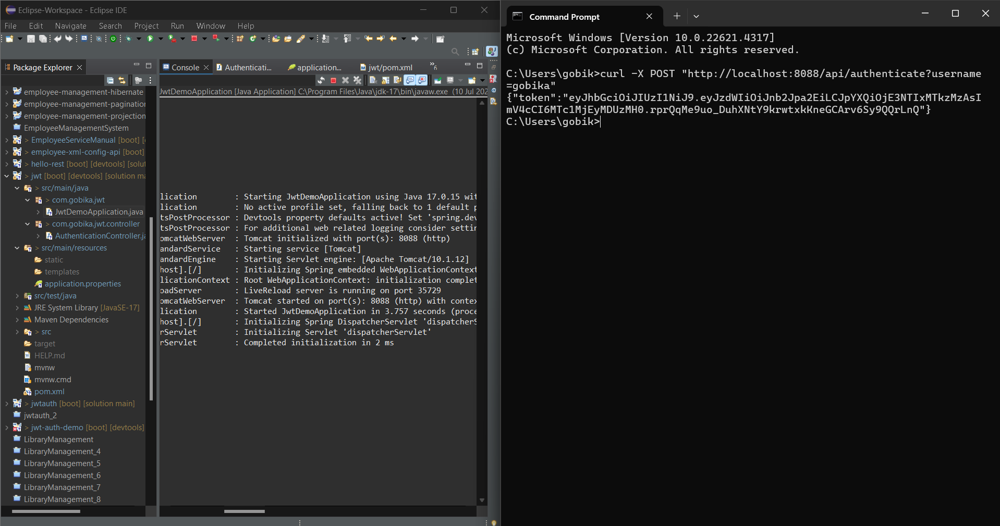 Eclipse-Workspace - Eclipse IDE
File Edit Navigate Search Project Run Window Help
Package Explorer
employee-management-hibernate
employee-management-pagination
employee-management-projection
EmployeeManagementSystem
> EmployeeServiceManual [boot] [
> employee-xml-config-api [boot]
> hello-rest [boot] [devtools] [solut
> jwt [boot] [devtools] [solution ma
> src/main/java
> com.gobika.jwt
JwtDemoApplication.java
> com.gobika.jwt.controller
AuthenticationController.ja
> src/main/resources
static
templates
application.properties
src/test/java
JRE System Library [JavaSE-17]
Maven Dependencies
> src
target
HELP.md
mvnw
mvnw.cmd
pom.xml
> jwtauth [boot] [solution main]
jwtauth_2
> jwt-auth-demo [boot] [devtools]
LibraryManagement
LibraryManagement_4
LibraryManagement_5
LibraryManagement_6
LibraryManagement_7
LibraryManagement_8
Console Authenticati... application... jwt/pom.xml »6
JwtDemoApplication [Java Application] C:\Program Files\Java\jdk-17\bin\javaw.exe (10 Jul 202
lication : Starting JwtDemoApplication using Java 17.0.15 wit
lication : No active profile set, falling back to 1 default p
tsPostProcessor : Devtools property defaults active! Set 'spring.dev
tsPostProcessor : For additional web related logging consider settin
omcatWebServer : Tomcat initialized with port(s): 8088 (http)
andardService : Starting service [Tomcat]
andardEngine : Starting Servlet engine: [Apache Tomcat/10.1.12]
host].[/] : Initializing Spring embedded WebApplicationContext
licationContext : Root WebApplicationContext: initialization complet
oadServer : LiveReload server is running on port 35729
omcatWebServer : Tomcat started on port(s): 8088 (http) with contex
lication : Started JwtDemoApplication in 3.757 seconds (proce
host].[/] : Initializing Spring DispatcherServlet 'dispatcherS
rServlet : Initializing Servlet 'dispatcherServlet'
rServlet : Completed initialization in 2 ms
Command Prompt
Microsoft Windows [Version 10.0.22621.4317]
(c) Microsoft Corporation. All rights reserved.
C:\Users\gobik>curl -X POST "http://localhost:8088/api/authenticate?username
=gobika"
{"token":"eyJhbGciOiJIUzI1NiJ9.eyJzdWIiOiJnb2Jpa2EiLCJpYXQiOjE3NTIxMTkzMzAsI
mV4cCI6MTc1MjEyMDUzMH0.rprQqMe9uo_DuhXNtY9krwtxkKneGCArv6Sy9QQrLnQ"}
C:\Users\gobik>